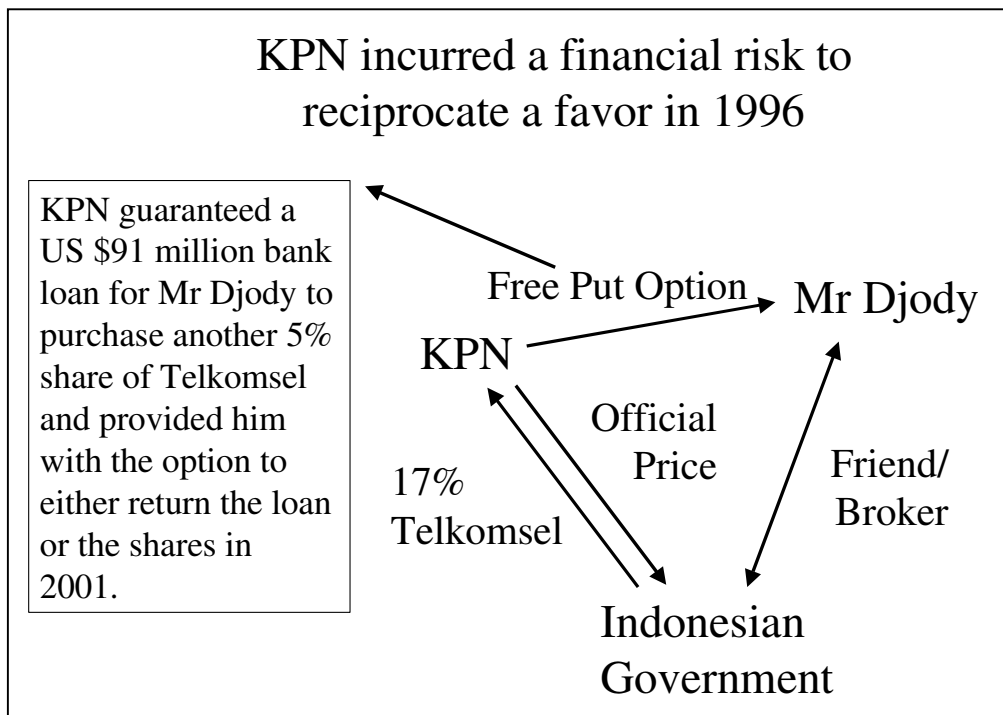 KPN incurred a financial risk to
reciprocate a favor in 1996
KPN guaranteed a
US $91 million bank
loan for Mr Djody to
purchase another 5%
share of Telkomsel
and provided him
with the option to
either return the loan
or the shares in
2001.
Free Put Option
Mr Djody
KPN
Official
Price
17%
Telkomsel
Friend/
Broker
Indonesian
Government